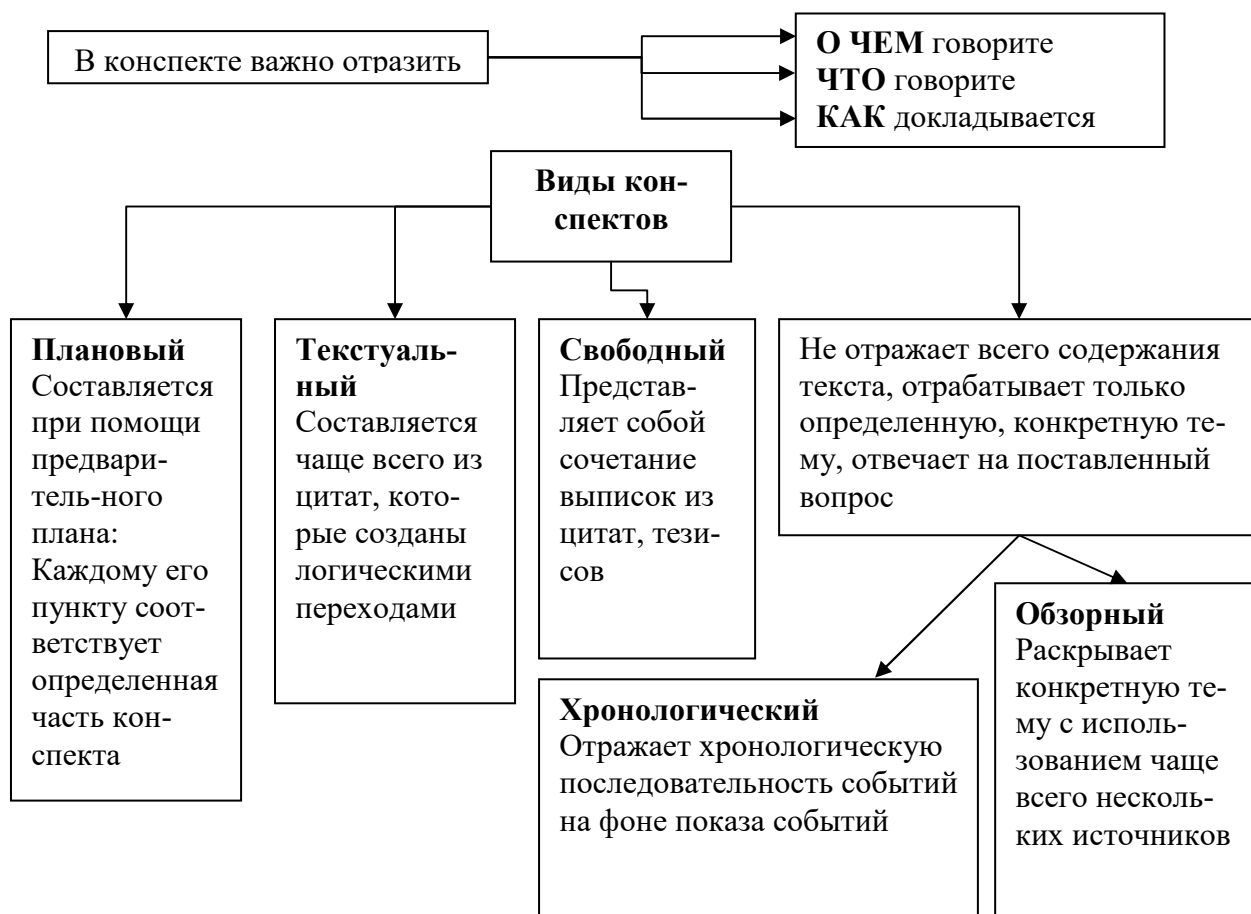 В конспекте важно отразить
О ЧЕМ говорите
ЧТО говорите
КАК докладывается
Виды кон-
спектов
Плановый
Составляется
при помощи
предвари-
тель-ного
плана:
Каждому его
пункту соот-
ветствует
определенная
часть кон-
спекта
Текстуаль-
ный
Составляется
чаще всего из
цитат, кото-
рые созданы
логическими
переходами
Свободный
Представ-
ляет собой
сочетание
выписок из
цитат, тези-
сов
Не отражает всего содержания
текста, отрабатывает только
определенную, конкретную те-
му, отвечает на поставленный
вопрос
Хронологический
Отражает хронологическую
последовательность событий
на фоне показа событий
Обзорный
Раскрывает
конкретную те-
му с исполь-
зованием чаще
всего несколь-
ких источников